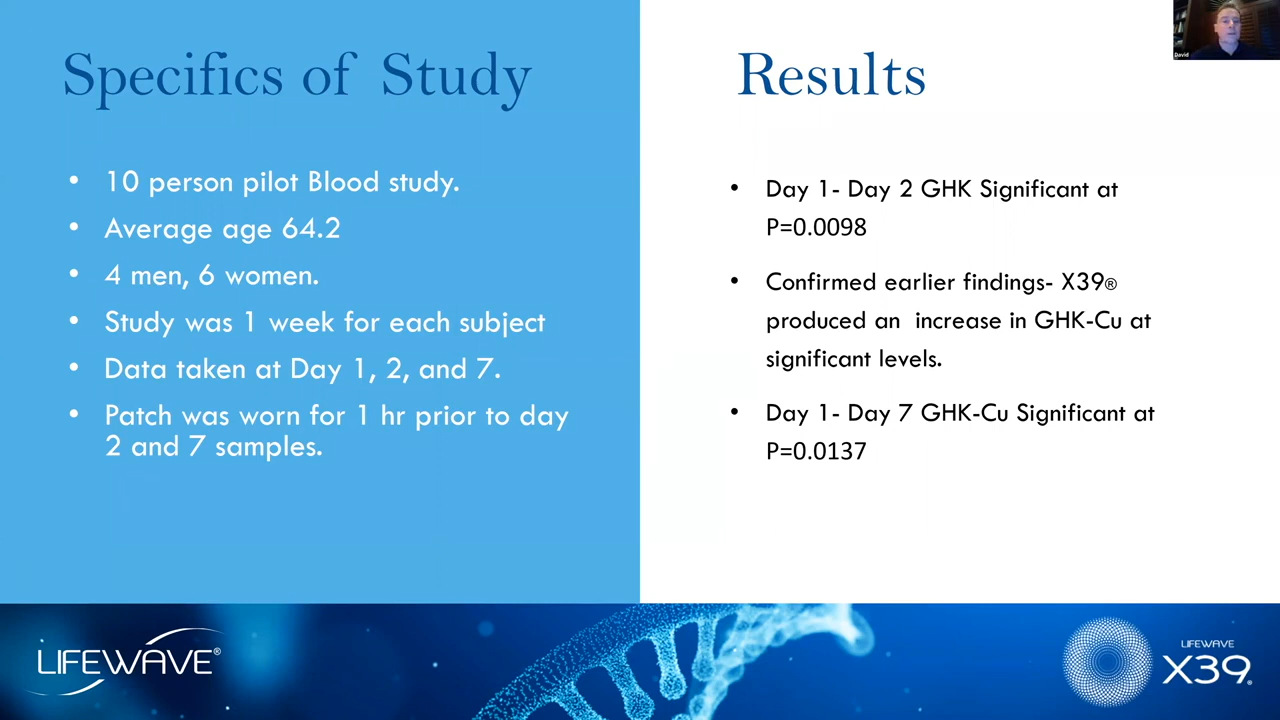 Specifics of Study
10 person pilot Blood study.
Average age 64.2
4 men, 6 women.
Study was 1 week for each subject
Data taken at Day 1, 2, and 7.
Patch was worn for 1 hr prior to day
2 and 7 samples.
Results
Day 1- Day 2 GHK Significant at
P=0.0098
Confirmed earlier findings- X39®
produced an increase in GHK-Cu at
significant levels.
Day 1- Day 7 GHK-Cu Significant at
P=0.0137
David
LIFEWAVE®
LIFEWAVE
X39®